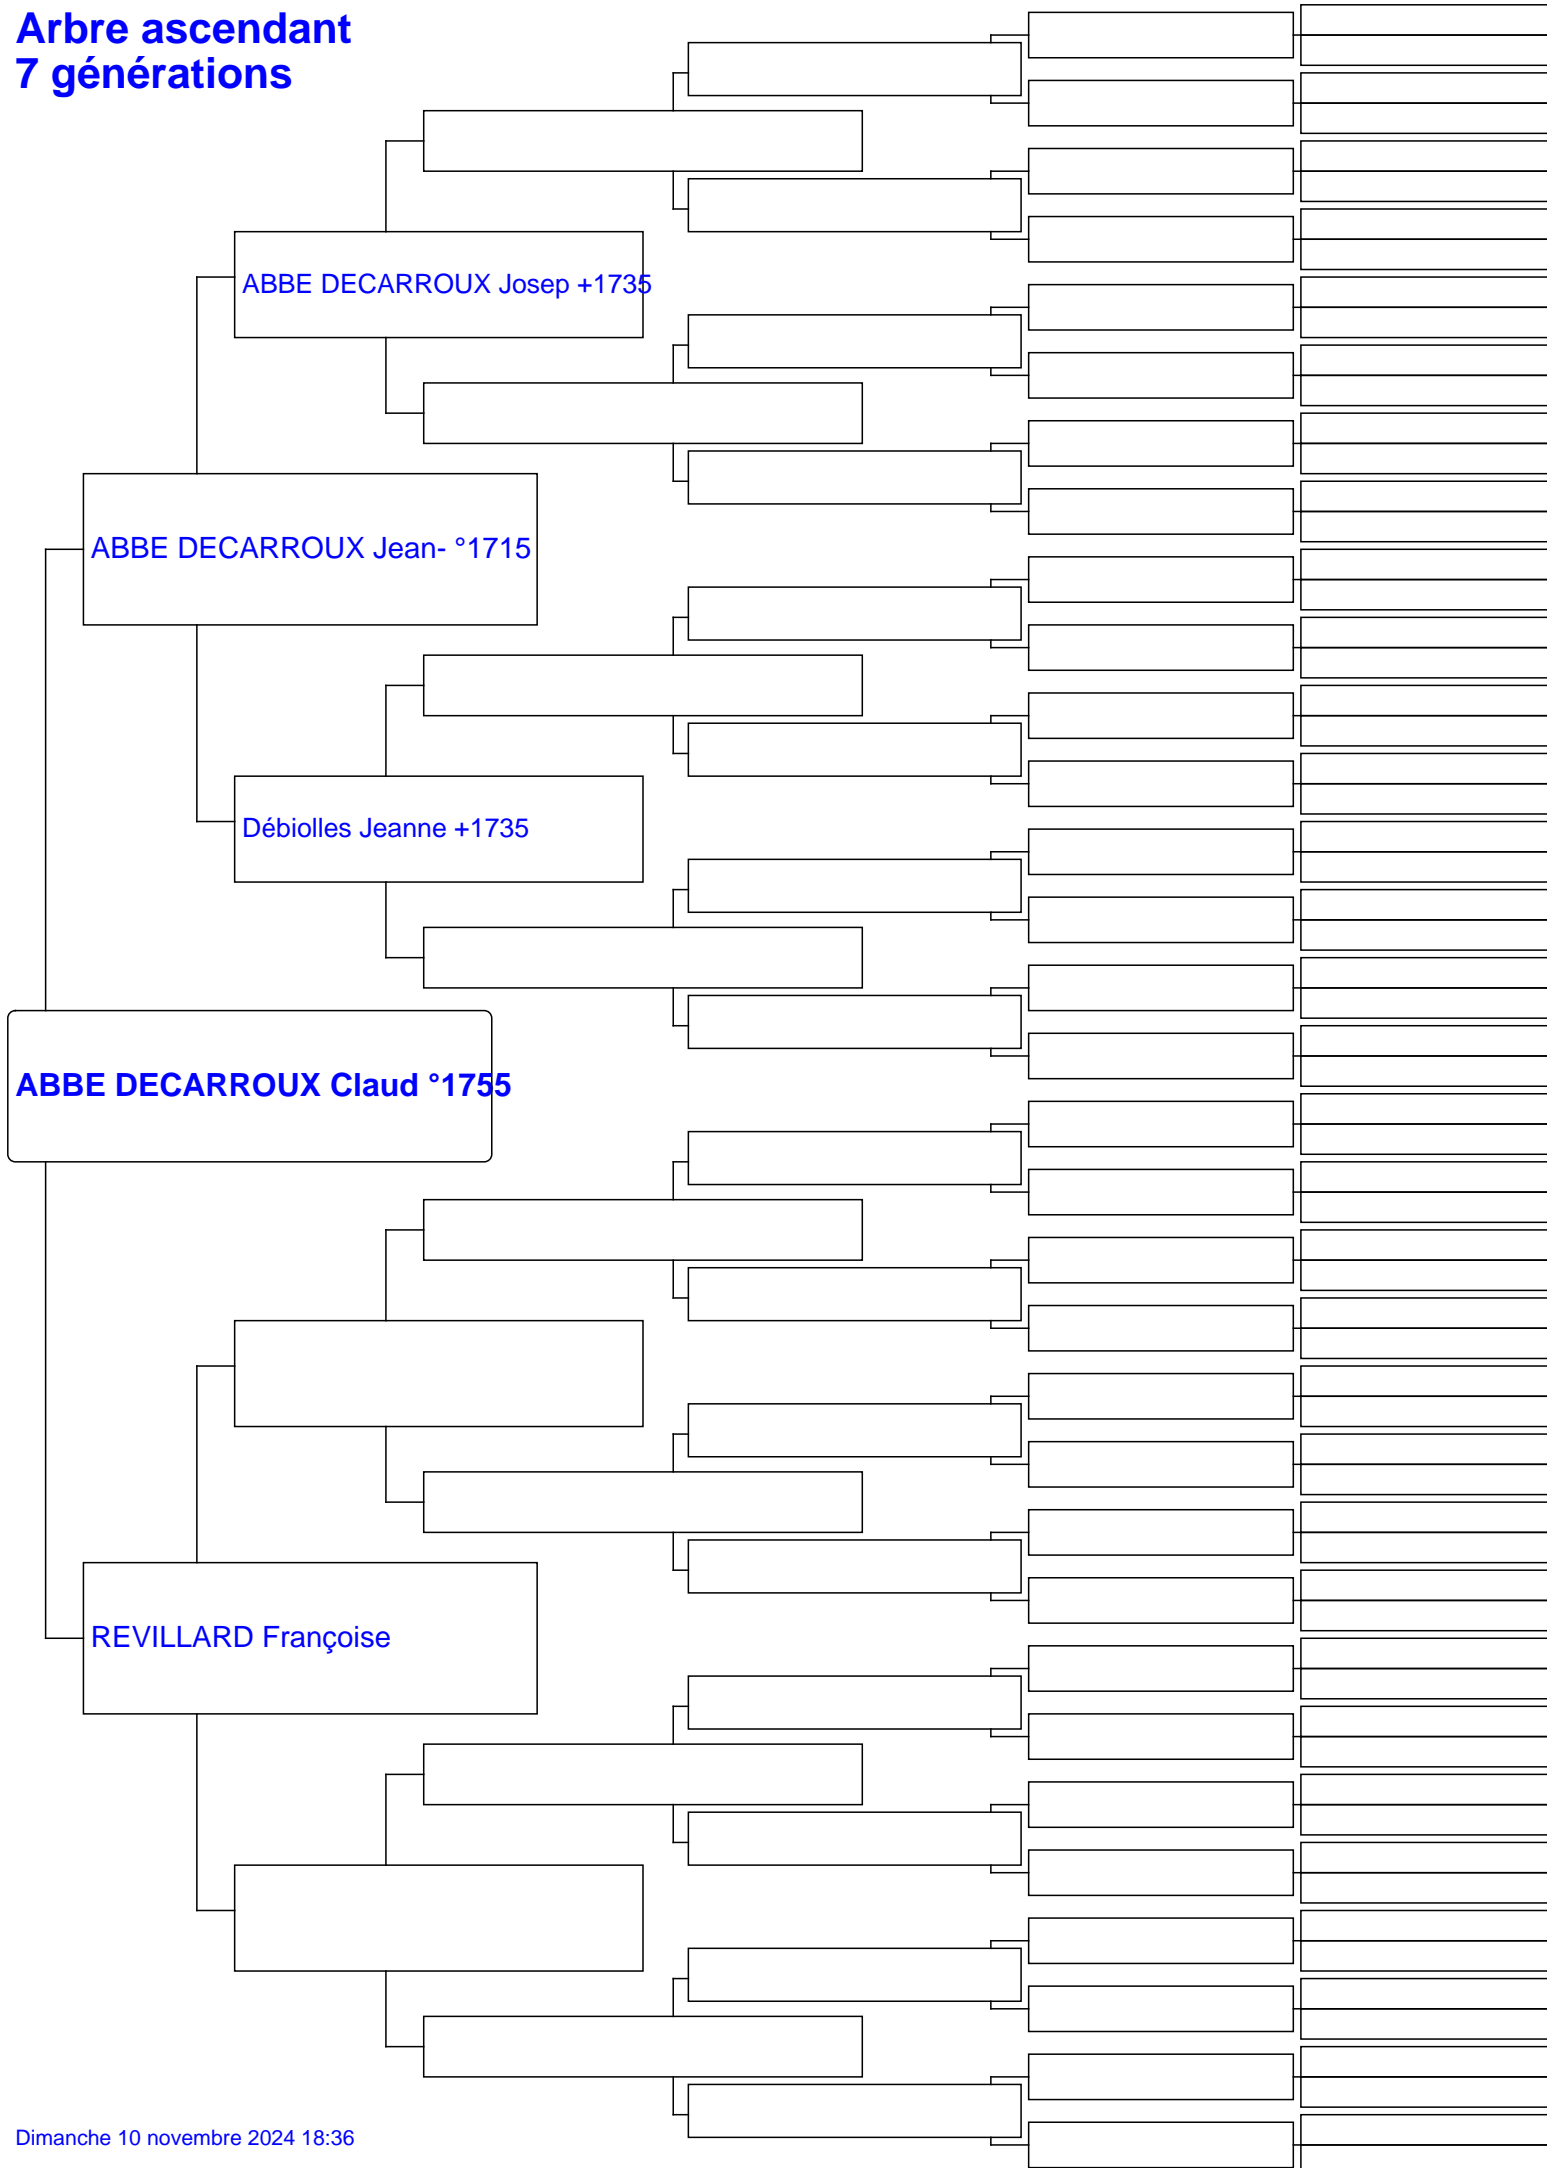 Arbre ascendant
7 générations
ABBE DECARROUX Josep +1735
ABBE DECARROUX Jean- °1715
Débiolles Jeanne +1735
ABBE DECARROUX Claud °1755
REVILLARD Françoise
Dimanche 10 novembre 2024 18:36